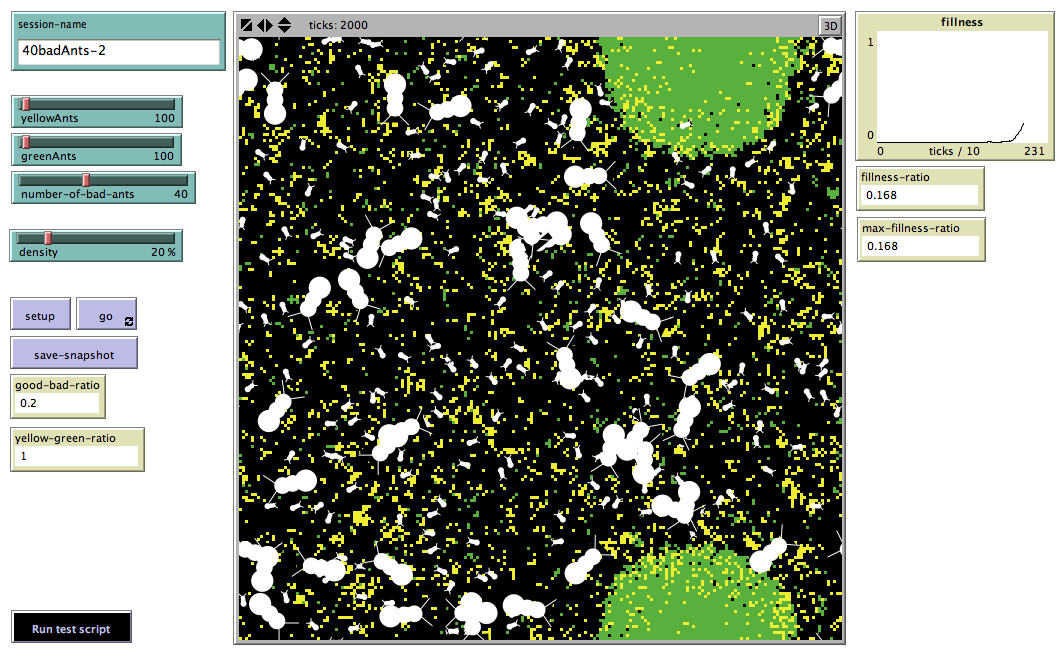 session-name
40badAnts-2
yellowAnts 100
greenAnts 100
number-of-bad-ants 40
density 20 %
setup
go
save-snapshot
good-bad-ratio
0.2
yellow-green-ratio
1
Run test script
ticks: 2000
3D
fillness
1
0
0 ticks / 10 231
fillness-ratio
0.168
max-fillness-ratio
0.168